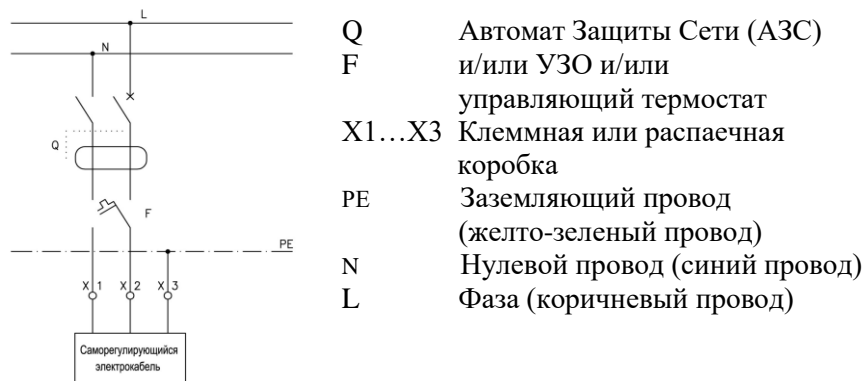 L
N
Q
F
PE
X 1
X 2
X 3
Саморегулирующийся
электрокабель
Q Автомат Защиты Сети (АЗС)
F и/или УЗО и/или
управляющий термостат
X1…X3 Клеммная или распаечная
коробка
PE Заземляющий провод
(желто-зеленый провод)
N Нулевой провод (синий провод)
L Фаза (коричневый провод)